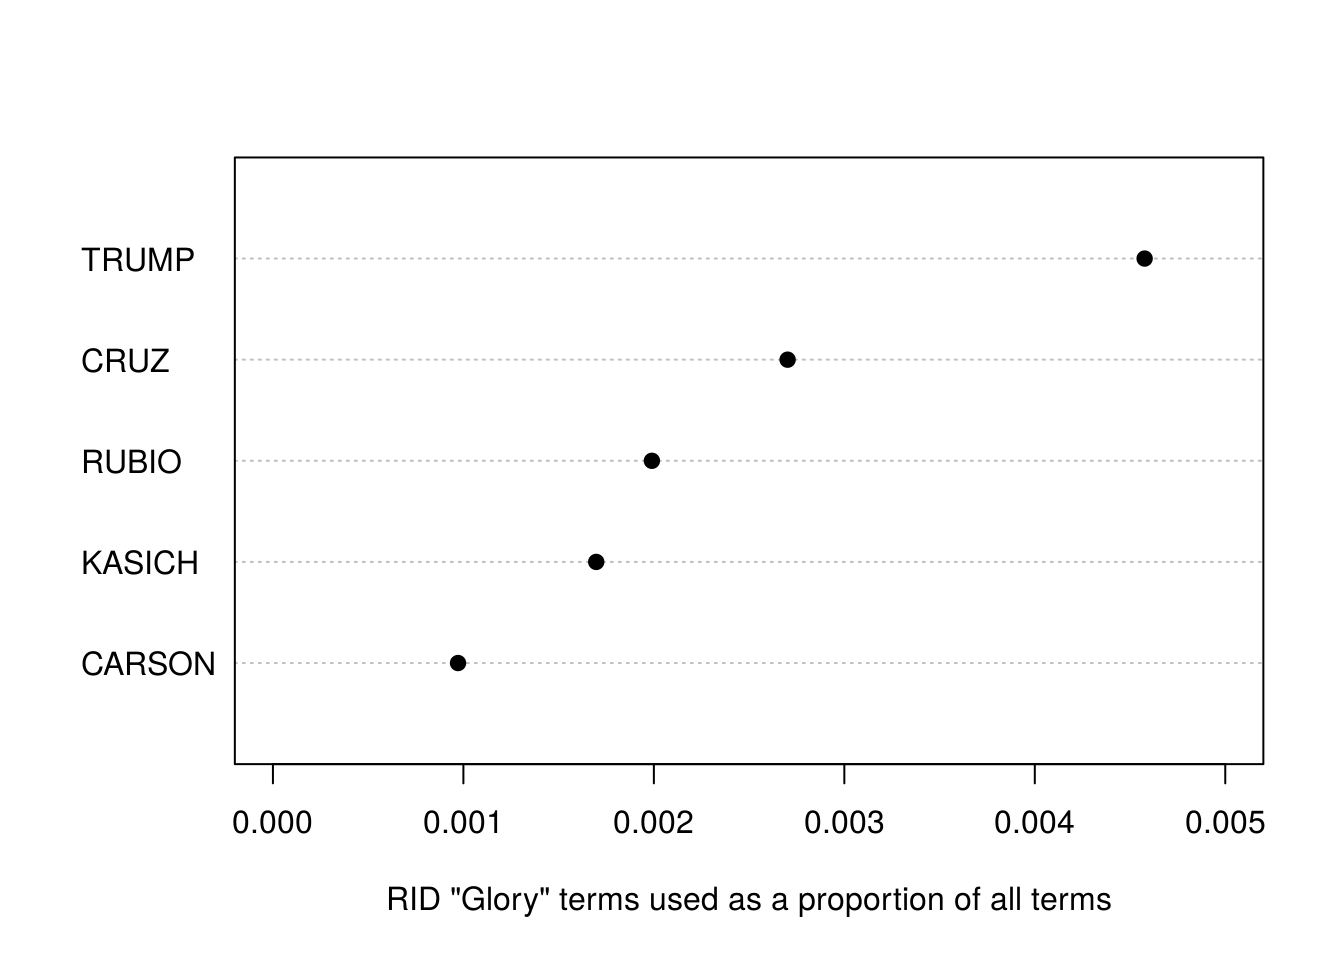 TRUMP
CRUZ
RUBIO
KASICH
CARSON
0.000 0.001 0.002 0.003 0.004 0.005
RID "Glory" terms used as a proportion of all terms